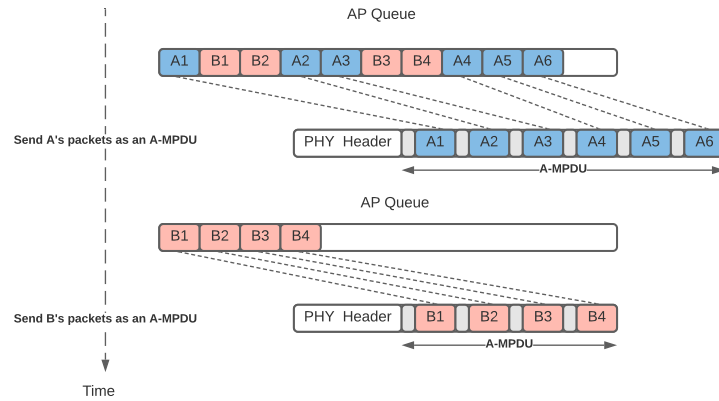 AP Queue
A1 B1 B2 A2 A3 B3 B4 A4 A5 A6
Send A's packets as an A-MPDU
PHY Header A1 A2 A3 A4 A5 A6
A-MPDU
AP Queue
B1 B2 B3 B4
Send B's packets as an A-MPDU
PHY Header B1 B2 B3 B4
A-MPDU
Time